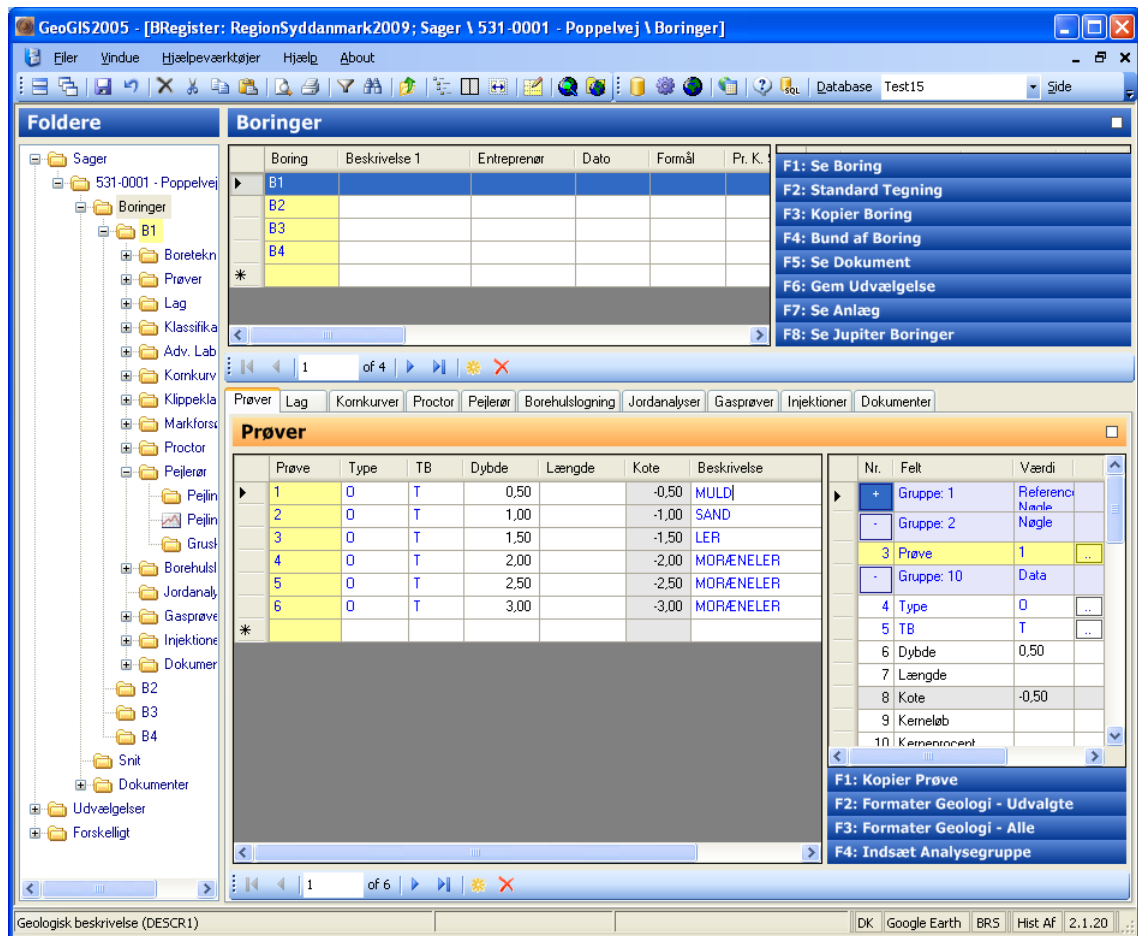 GeoGIS2005 - [BRegister: RegionSyddanmark2009; Sager \ 531-0001 - Poppelvej \ Boringer]
Filer Vindue Hjælpeværktøjer Hjælp About
SQL Database Test15 Side
Foldere
Sager
531-0001 - Poppelvej
Boringer
B1
Boretekn
Prøver
Lag
Klassifika
Adv. Lab
Kornkurv
Klippekla
Markforsø
Proctor
Pejlerør
Pejlin
Pejlin
Grusk
Borehulsl
Jordanaly
Gasprøve
Injektione
Dokumen
B2
B3
B4
Snit
Dokumenter
Udvælgelser
Forskelligt
Boringer
Boring Beskrivelse 1 Entreprenør Dato Formål Pr. K.
B1
B2
B3
B4
F1: Se Boring
F2: Standard Tegning
F3: Kopier Boring
F4: Bund af Boring
F5: Se Dokument
F6: Gem Udvælgelse
F7: Se Anlæg
F8: Se Jupiter Boringer
1 of 4
Prøver Lag Kornkurver Proctor Pejlerør Borehulslogning Jordanalyser Gasprøver Injektioner Dokumenter
Prøver
Prøve Type TB Dybde Længde Kote Beskrivelse
1 O T 0,50 -0,50 MULD
2 O T 1,00 -1,00 SAND
3 O T 1,50 -1,50 LER
4 O T 2,00 -2,00 MORÆNELER
5 O T 2,50 -2,50 MORÆNELER
6 O T 3,00 -3,00 MORÆNELER
Nr. Felt Værdi
+ Gruppe: 1 Referenc
Nøgle
- Gruppe: 2 Nøgle
3 Prøve 1 ..
- Gruppe: 10 Data
4 Type O ..
5 TB T ..
6 Dybde 0,50
7 Længde
8 Kote -0,50
9 Kerneløb
10 Kerneprocent
F1: Kopier Prøve
F2: Formater Geologi - Udvalgte
F3: Formater Geologi - Alle
F4: Indsæt Analysegruppe
1 of 6
Geologisk beskrivelse (DESCR1)
DK Google Earth BRS Hist Af 2.1.20